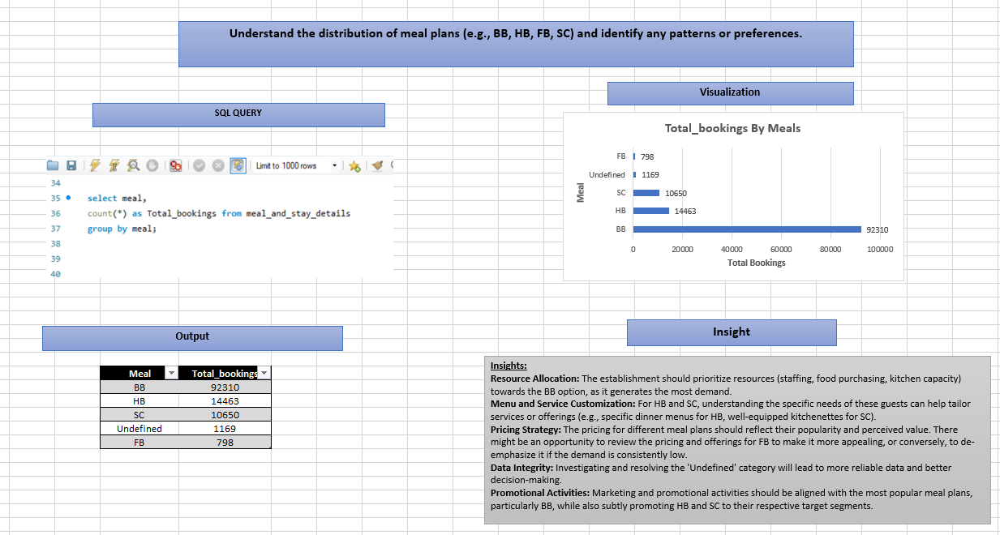 Understand the distribution of meal plans (e.g., BB, HB, FB, SC) and identify any patterns or preferences.
SQL QUERY
Limit to 1000 rows
34
35 select meal,
36 count(*) as Total_bookings from meal_and_stay_details
37 group by meal;
38
39
40
Visualization
Total_bookings By Meals
Meal
FB 798
Undefined 1169
SC 10650
HB 14463
BB 92310
0 20000 40000 60000 80000 100000
Total Bookings
Output
Meal Total_bookings
BB 92310
HB 14463
SC 10650
Undefined 1169
FB 798
Insight
Insights:
Resource Allocation: The establishment should prioritize resources (staffing, food purchasing, kitchen capacity)
towards the BB option, as it generates the most demand.
Menu and Service Customization: For HB and SC, understanding the specific needs of these guests can help tailor
services or offerings (e.g., specific dinner menus for HB, well-equipped kitchenettes for SC).
Pricing Strategy: The pricing for different meal plans should reflect their popularity and perceived value. There
might be an opportunity to review the pricing and offerings for FB to make it more appealing, or conversely, to de-
emphasize it if the demand is consistently low.
Data Integrity: Investigating and resolving the 'Undefined' category will lead to more reliable data and better
decision-making.
Promotional Activities: Marketing and promotional activities should be aligned with the most popular meal plans,
particularly BB, while also subtly promoting HB and SC to their respective target segments.